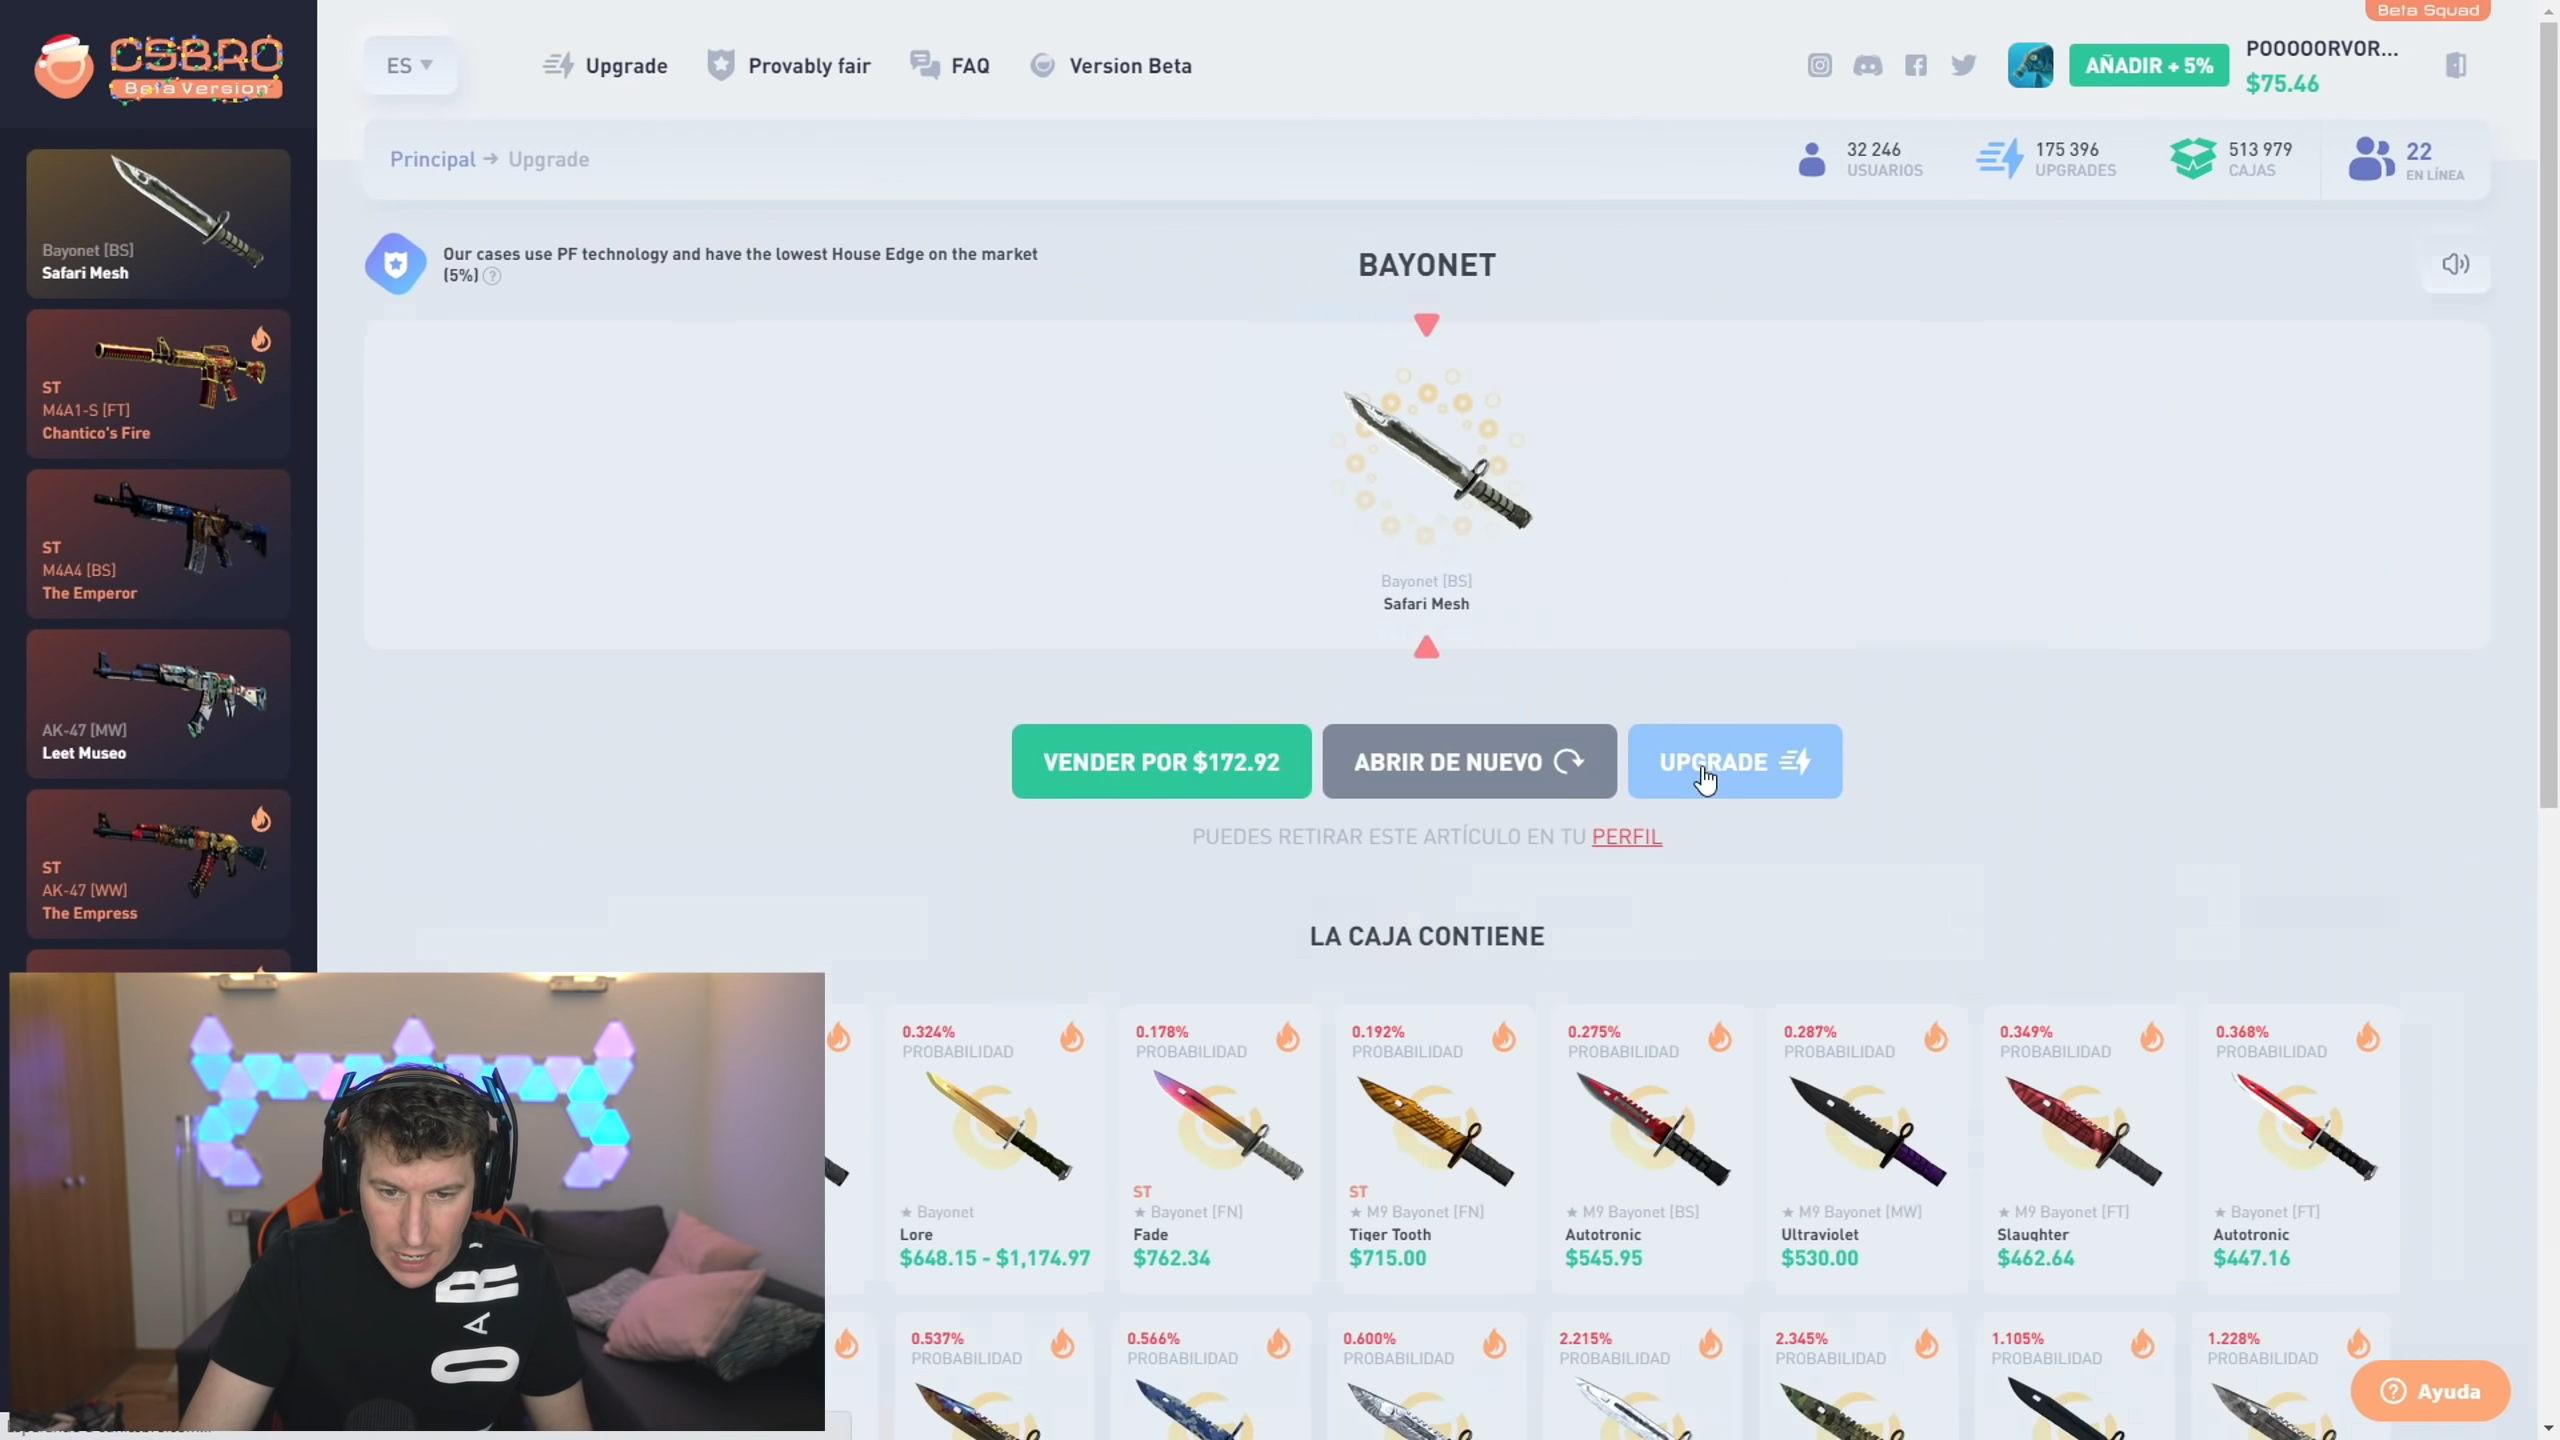 Beta Squad
CSBRO
Beta Version
ES
Upgrade
Provably fair
FAQ
Version Beta
AÑADIR + 5%
POOOOORVOR...
$75.46
Principal → Upgrade
32 246
USUARIOS
175 396
UPGRADES
513 979
CAJAS
22
EN LÍNEA
Bayonet [BS]
Safari Mesh
ST
M4A1-S [FT]
Chantico's Fire
ST
M4A4 [BS]
The Emperor
AK-47 [MW]
Leet Museo
ST
AK-47 [WW]
The Empress
Our cases use PF technology and have the lowest House Edge on the market
(5%) ?
BAYONET
Bayonet [BS]
Safari Mesh
VENDER POR $172.92
ABRIR DE NUEVO
UPGRADE
PUEDES RETIRAR ESTE ARTÍCULO EN TU PERFIL
LA CAJA CONTIENE
0.324%
PROBABILIDAD
★ Bayonet
Lore
$648.15 - $1,174.97
0.178%
PROBABILIDAD
ST
★ Bayonet [FN]
Fade
$762.34
0.192%
PROBABILIDAD
ST
★ M9 Bayonet [FN]
Tiger Tooth
$715.00
0.275%
PROBABILIDAD
★ M9 Bayonet [BS]
Autotronic
$545.95
0.287%
PROBABILIDAD
★ M9 Bayonet [MW]
Ultraviolet
$530.00
0.349%
PROBABILIDAD
★ M9 Bayonet [FT]
Slaughter
$462.64
0.368%
PROBABILIDAD
★ Bayonet [FT]
Autotronic
$447.16
0.537%
PROBABILIDAD
0.566%
PROBABILIDAD
0.600%
PROBABILIDAD
2.215%
PROBABILIDAD
2.345%
PROBABILIDAD
1.105%
PROBABILIDAD
1.228%
PROBABILIDAD
? Ayuda